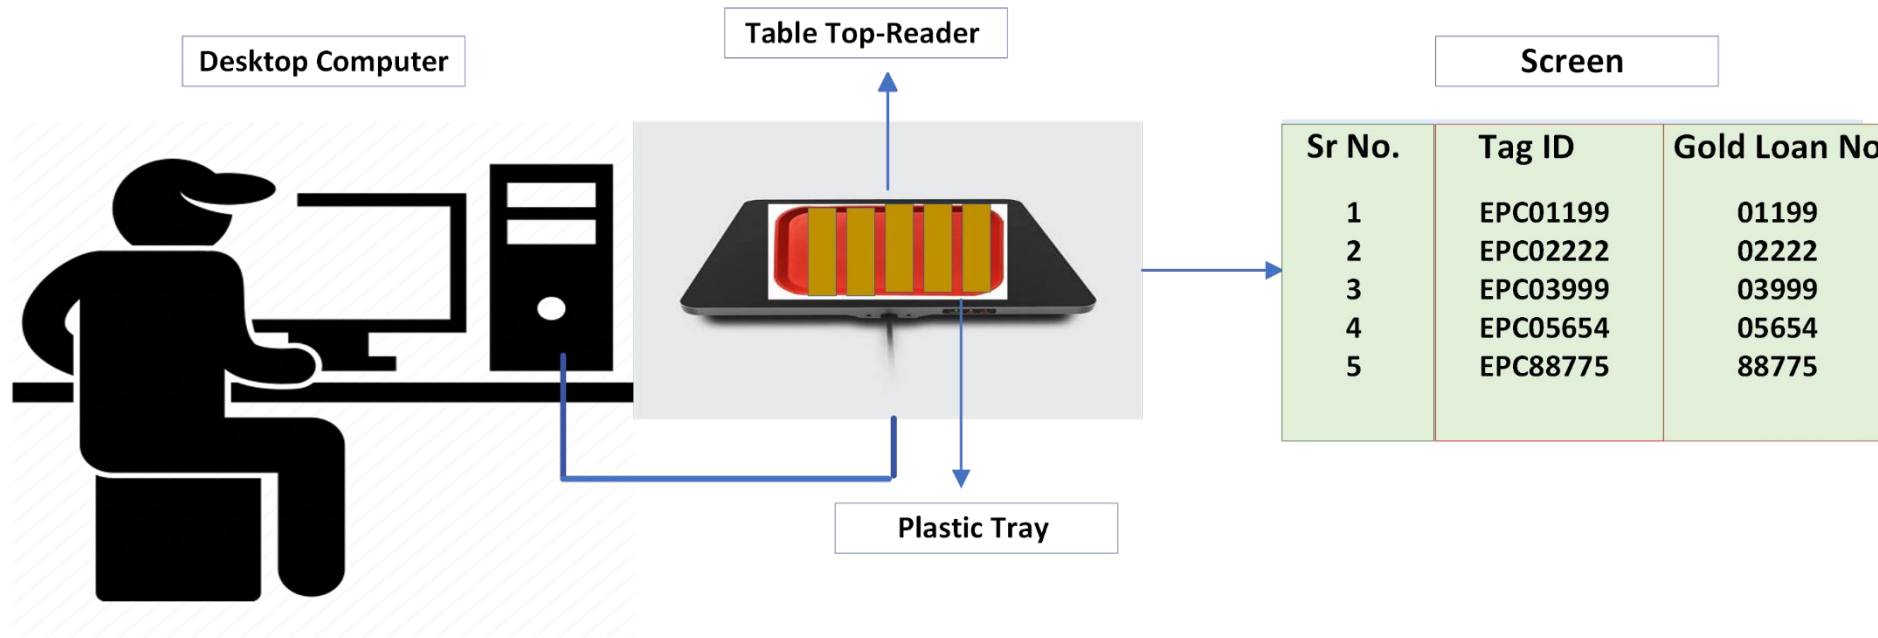 Desktop Computer
Table Top-Reader
Screen
Sr No. Tag ID Gold Loan No
1 EPC01199 01199
2 EPC02222 02222
3 EPC03999 03999
4 EPC05654 05654
5 EPC88775 88775
Plastic Tray